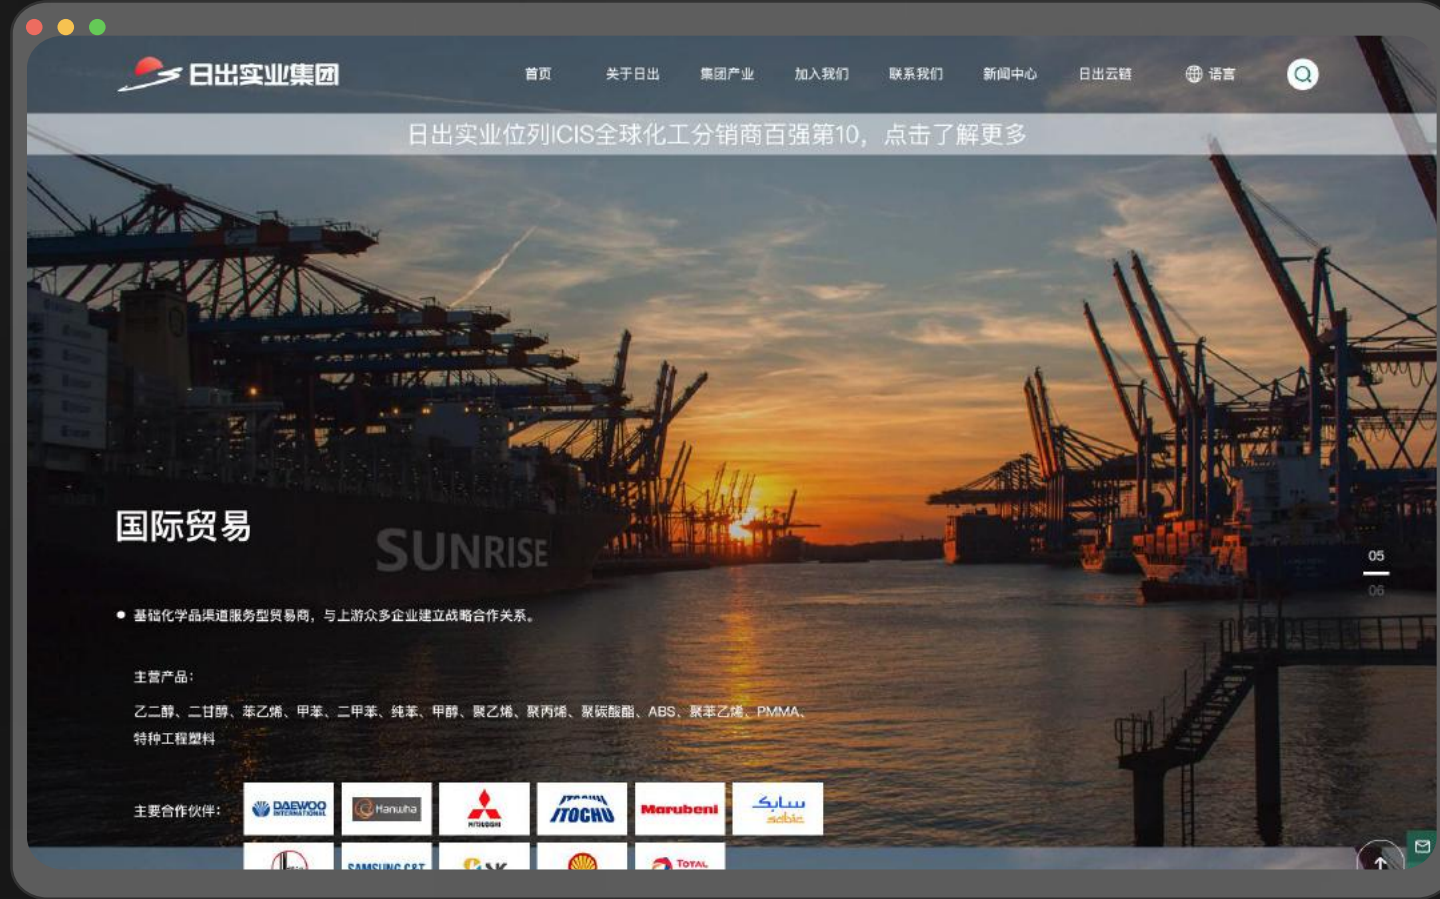 日出实业集团
首页 关于日出 集团产业 加入我们 联系我们 新闻中心 日出云链 语言
日出实业位列ICIS全球化工分销商百强第10，点击了解更多
国际贸易
SUNRISE
05
06
● 基础化学品渠道服务型贸易商，与上游众多企业建立战略合作关系。
主营产品：
乙二醇、二甘醇、苯乙烯、甲苯、二甲苯、纯苯、甲醇、聚乙烯、聚丙烯、聚碳酸酯、ABS、聚苯乙烯、PMMA、
特种工程塑料
主要合作伙伴：
DAEWOO INTERNATIONAL
Hanwha
MITSUBISHI
ITOCHU
Marubeni
سابک sabic
SAMSUNG C&T
SK
TOTAL